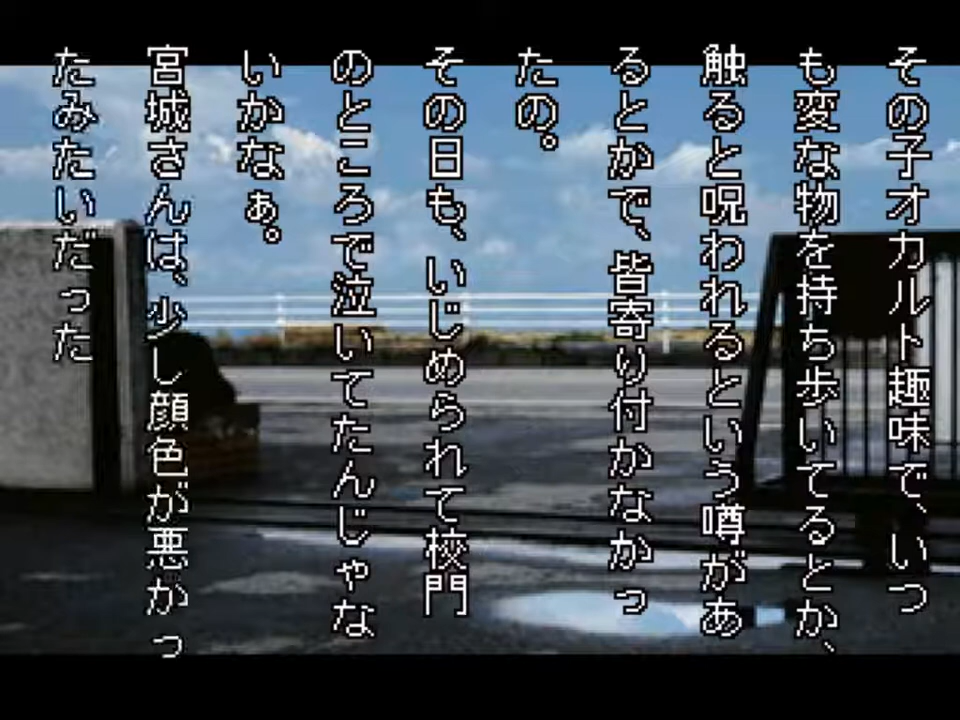 その子オカルト趣味で、いつ
も変な物を持ち歩いてるとか、
触ると呪われるという噂があ
るとかで、皆寄り付かなかっ
たの。
その日も、いじめられて校門
のところで泣いてたんじゃな
いかなぁ。
宮城さんは、少し顔色が悪かっ
たみたいだった